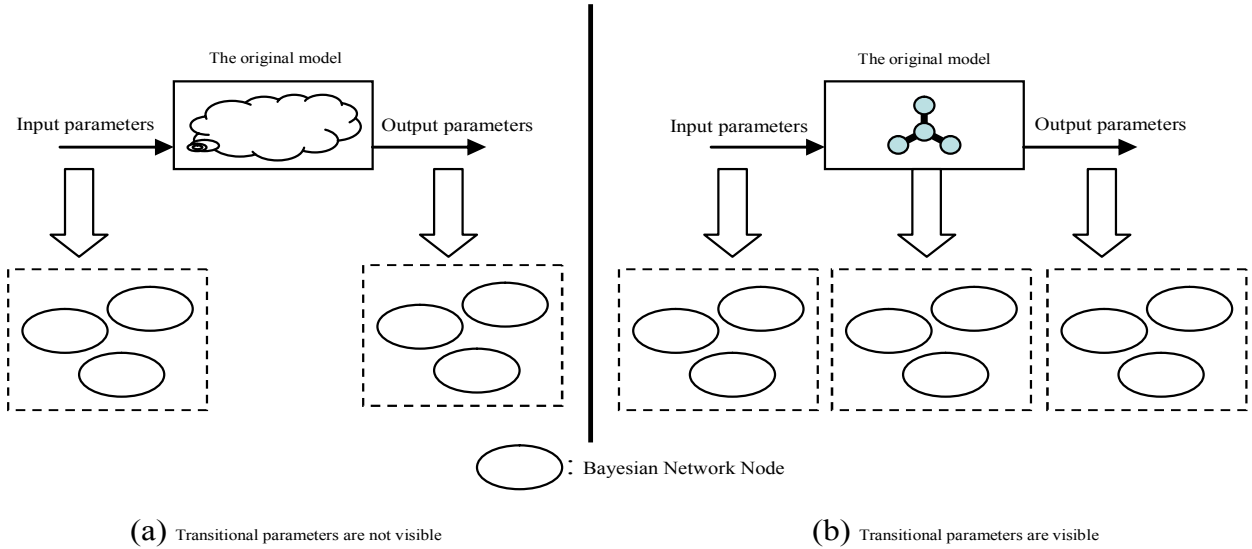 The original model
Input parameters
Output parameters
The original model
Input parameters
Output parameters
: Bayesian Network Node
(a) Transitional parameters are not visible
(b) Transitional parameters are visible